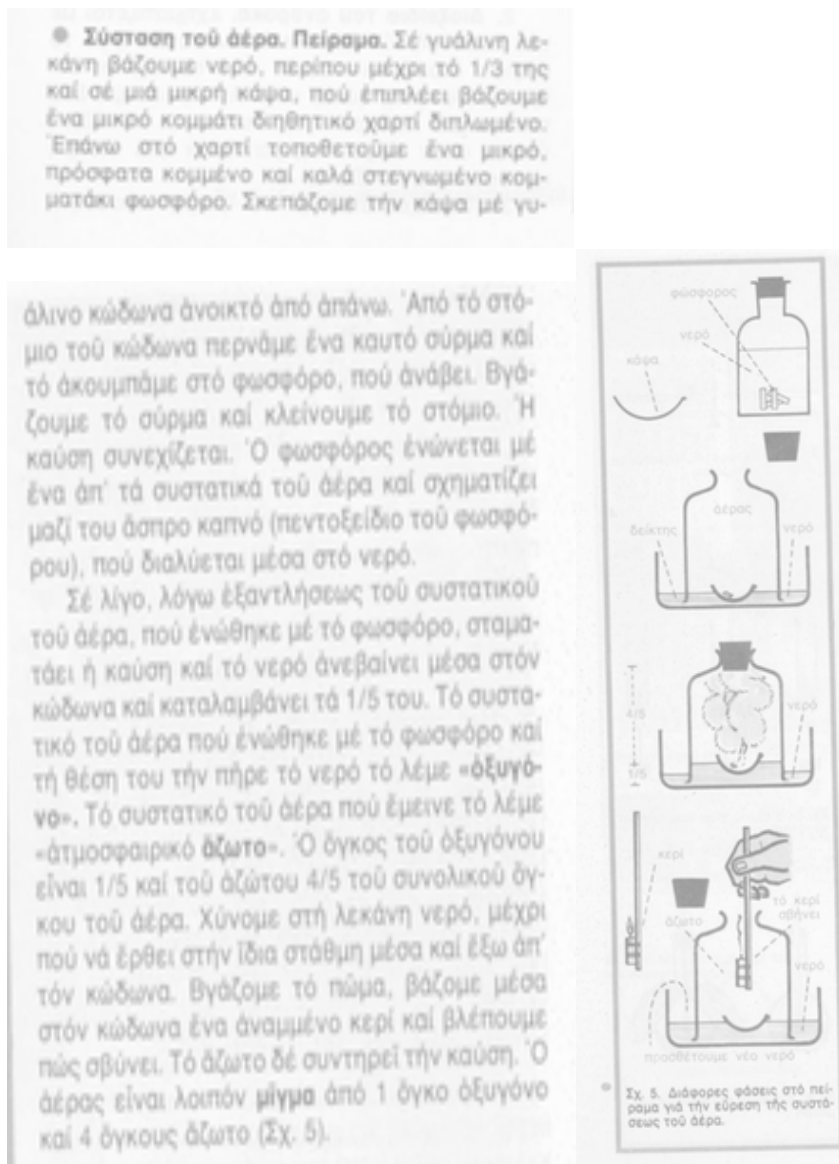 Σύσταση τοῦ ἀέρα. Πείραμα. Σέ γυάλινη λε-
κάνη βάζουμε νερό, περίπου μέχρι τό 1/3 της
καί σέ μιά μικρή κάψα, πού ἐπιπλέει βάζουμε
ἕνα μικρό κομμάτι διηθητικό χαρτί διπλωμένο.
Ἐπάνω στό χαρτί τοποθετοῦμε ἕνα μικρό,
πρόσφατα κομμένο καί καλά στεγνωμένο κομ-
ματάκι φωσφόρο. Σκεπάζομε τήν κάψα μέ γυ-
άλινο κώδωνα ἀνοικτό ἀπό ἀπάνω. Ἀπό τό στό-
μιο τοῦ κώδωνα περνᾶμε ἕνα καυτό σύρμα καί
τό ἀκουμπᾶμε στό φωσφόρο, πού ἀνάβει. Βγά-
ζουμε τό σύρμα καί κλείνουμε τό στόμιο. Ἡ
καύση συνεχίζεται. Ὁ φωσφόρος ἑνώνεται μέ
ἕνα ἀπ' τά συστατικά τοῦ ἀέρα καί σχηματίζει
μαζί του ἄσπρο καπνό (πεντοξείδιο τοῦ φωσφό-
ρου), πού διαλύεται μέσα στό νερό.
Σέ λίγο, λόγω ἐξαντλήσεως τοῦ συστατικοῦ
τοῦ ἀέρα, πού ἑνώθηκε μέ τό φωσφόρο, σταμα-
τάει ἡ καύση καί τό νερό ἀνεβαίνει μέσα στόν
κώδωνα καί καταλαμβάνει τά 1/5 του. Τό συστα-
τικό τοῦ ἀέρα πού ἑνώθηκε μέ τό φωσφόρο καί
τή θέση του τήν πῆρε τό νερό τό λέμε «ὀξυγό-
νο». Τό συστατικό τοῦ ἀέρα πού ἔμεινε τό λέμε
«ἀτμοσφαιρικό ἄζωτο». Ὁ ὄγκος τοῦ ὀξυγόνου
εἶναι 1/5 καί τοῦ ἀζώτου 4/5 τοῦ συνολικοῦ ὄγ-
κου τοῦ ἀέρα. Χύνομε στή λεκάνη νερό, μέχρι
πού νά ἔρθει στήν ἴδια στάθμη μέσα καί ἔξω ἀπ'
τόν κώδωνα. Βγάζομε τό πῶμα, βάζομε μέσα
στόν κώδωνα ἕνα ἀναμμένο κερί καί βλέπουμε
πώς σβύνει. Τό ἄζωτο δέ συντηρεῖ τήν καύση. Ὁ
ἀέρας εἶναι λοιπόν μῖγμα ἀπό 1 ὄγκο ὀξυγόνο
καί 4 ὄγκους ἄζωτο (Σχ. 5).
φώσφορος
νερό
κάψα
ἀέρας
δείκτης
νερό
4/5
νερό
1/5
κερί
τό κερί
σβήνει
ἄζωτο
νερό
προσθέτουμε νέο νερό
Σχ. 5. Διάφορες φάσεις στό πεί-
ραμα γιά τήν εὕρεση τῆς συστά-
σεως τοῦ ἀέρα.